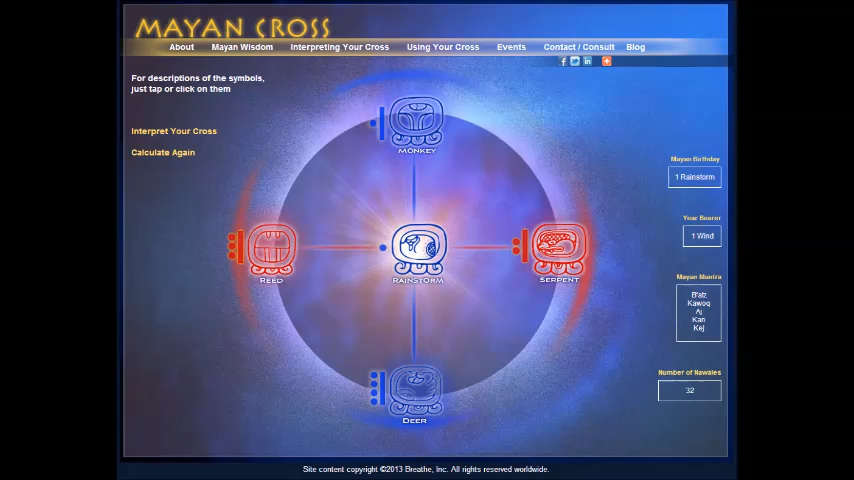 MAYAN CROSS
About Mayan Wisdom Interpreting Your Cross Using Your Cross Events Contact / Consult Blog
For descriptions of the symbols,
just tap or click on them
Interpret Your Cross
Calculate Again
MONKEY
REED
RAINSTORM
SERPENT
DEER
Mayan Birthday
1 Rainstorm
Year Bearer
1 Wind
Mayan Mantra
B'atz
Kawoq
Aj
Kan
Kej
Number of Nawales
32
Site content copyright ©2013 Breathe, Inc. All rights reserved worldwide.